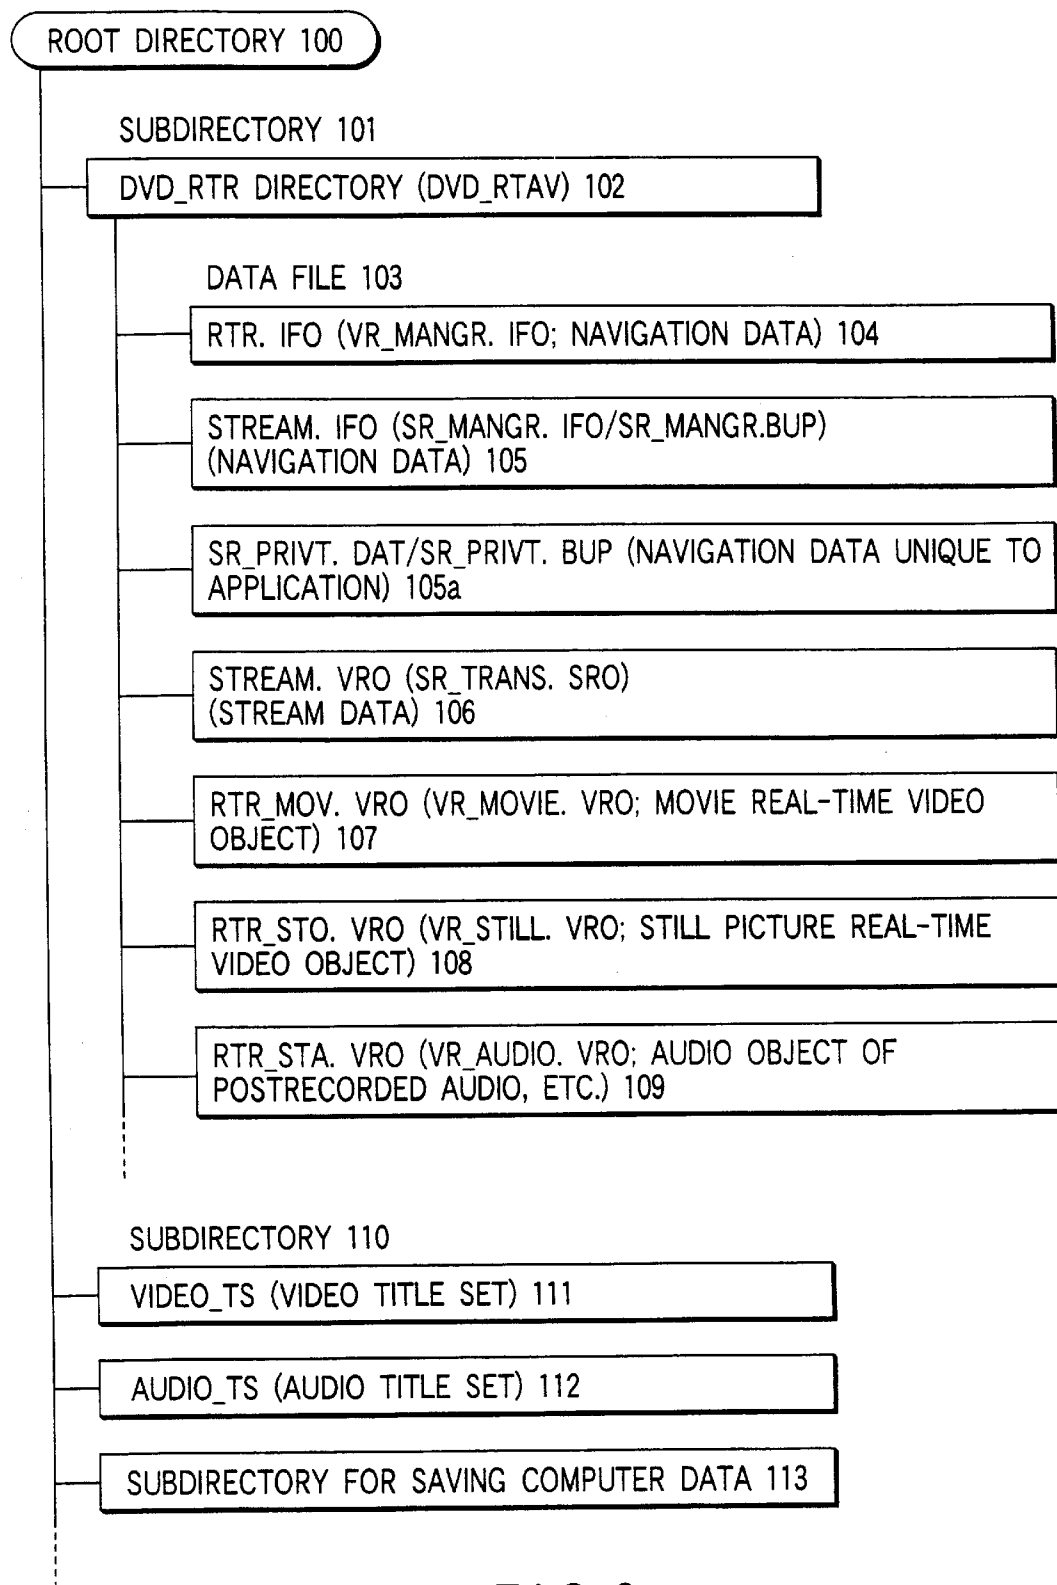 ROOT DIRECTORY 100
SUBDIRECTORY 101
DVD_RTR DIRECTORY (DVD_RTAV) 102
DATA FILE 103
RTR. IFO (VR_MANGR. IFO; NAVIGATION DATA) 104
STREAM. IFO (SR_MANGR. IFO/SR_MANGR.BUP)
(NAVIGATION DATA) 105
SR_PRIVT. DAT/SR_PRIVT. BUP (NAVIGATION DATA UNIQUE TO
APPLICATION) 105a
STREAM. VRO (SR_TRANS. SRO)
(STREAM DATA) 106
RTR_MOV. VRO (VR_MOVIE. VRO; MOVIE REAL-TIME VIDEO
OBJECT) 107
RTR_STO. VRO (VR_STILL. VRO; STILL PICTURE REAL-TIME
VIDEO OBJECT) 108
RTR_STA. VRO (VR_AUDIO. VRO; AUDIO OBJECT OF
POSTRECORDED AUDIO, ETC.) 109
SUBDIRECTORY 110
VIDEO_TS (VIDEO TITLE SET) 111
AUDIO_TS (AUDIO TITLE SET) 112
SUBDIRECTORY FOR SAVING COMPUTER DATA 113